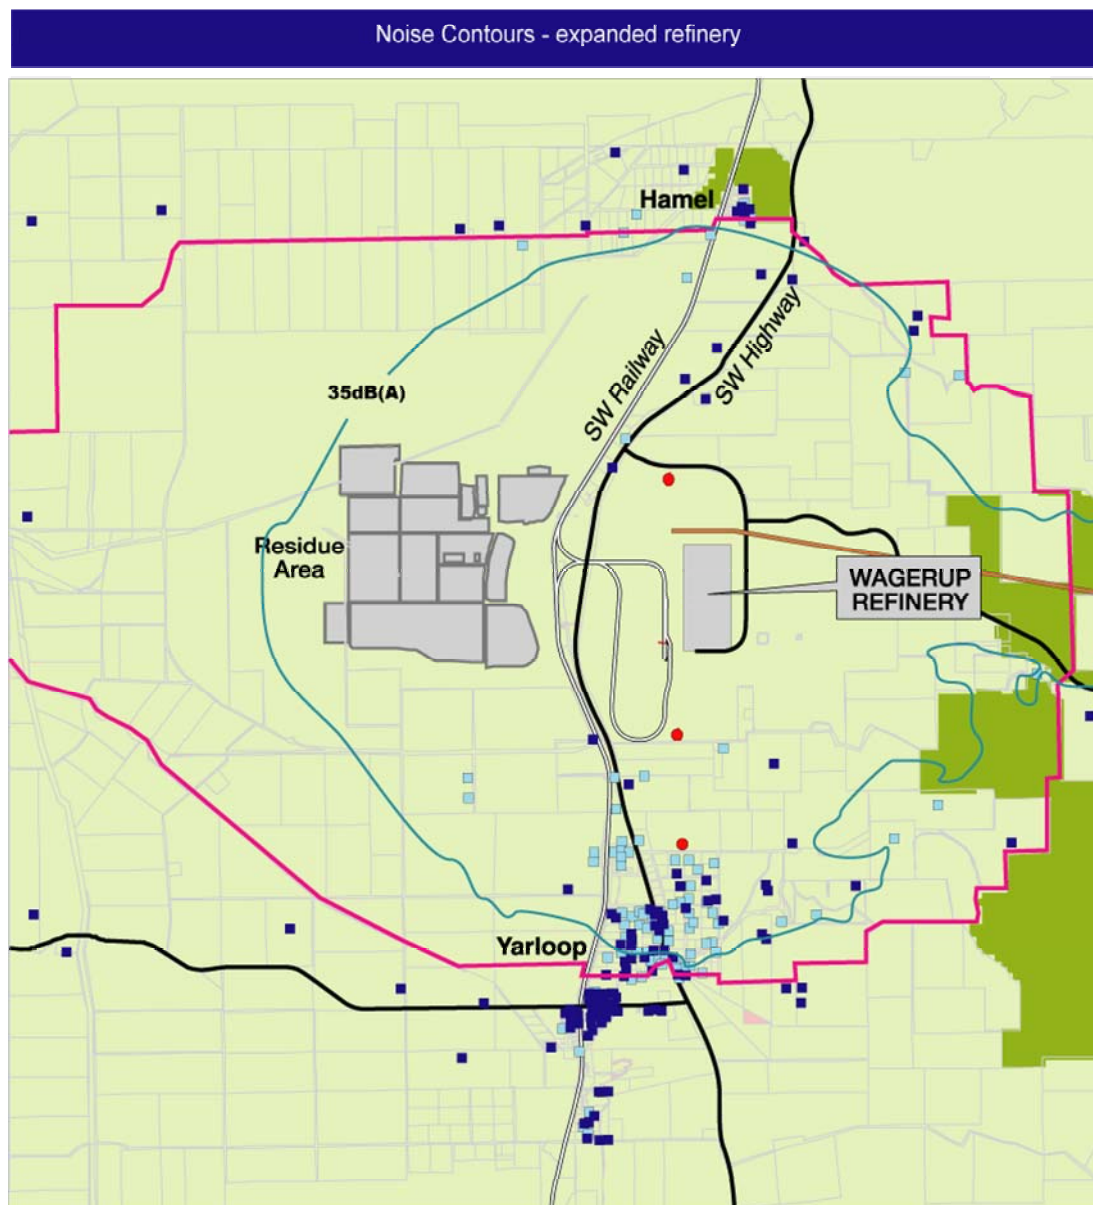 Noise Contours - expanded refinery
Hamel
SW Railway
SW Highway
35dB(A)
Residue
Area
WAGERUP
REFINERY
Yarloop